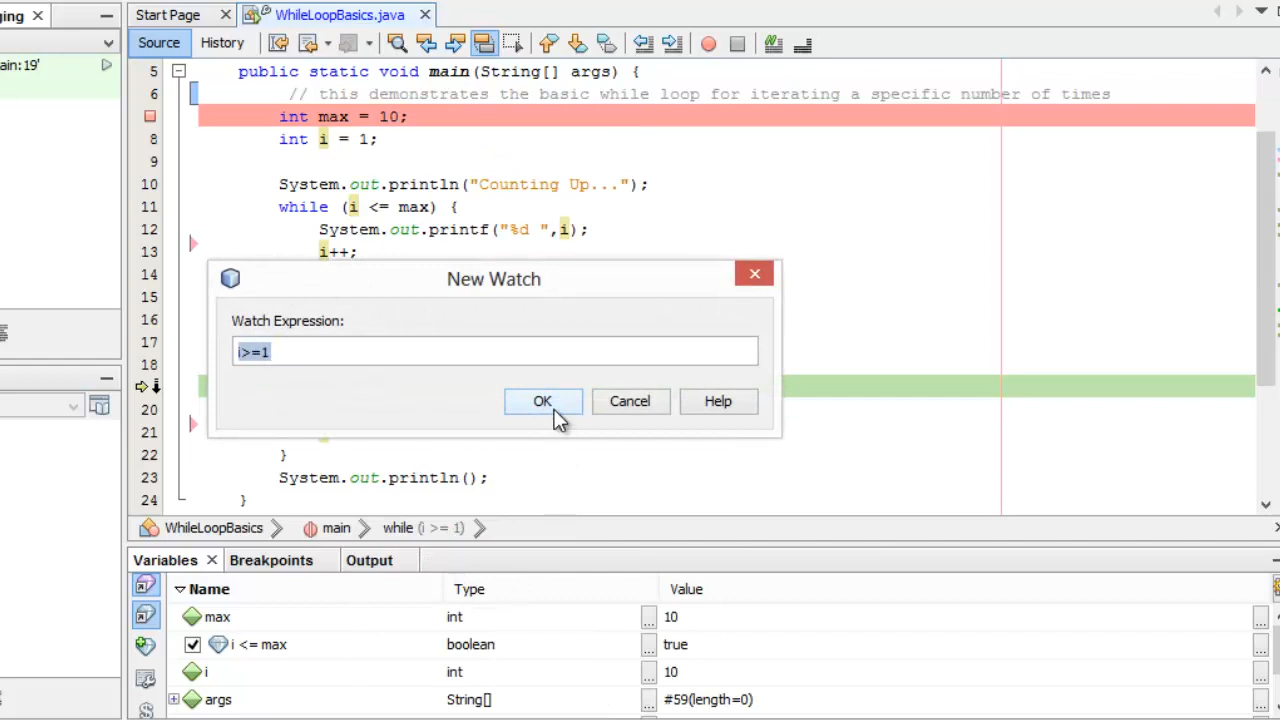 ging
Start Page
WhileLoopBasics.java
Source
History
ain:19'
5 public static void main(String[] args) {
6 // this demonstrates the basic while loop for iterating a specific number of times
int max = 10;
8 int i = 1;
9
10 System.out.println("Counting Up...");
11 while (i <= max) {
12 System.out.printf("%d ",i);
13 i++;
14
15
16
17
18
20
21
22 }
23 System.out.println();
24 }
New Watch
Watch Expression:
i>=1
OK
Cancel
Help
WhileLoopBasics
main
while (i >= 1)
Variables
Breakpoints
Output
Name Type Value
max int ... 10 ...
i <= max boolean ... true ...
i int ... 10 ...
args String[] ... #59(length=0) ...